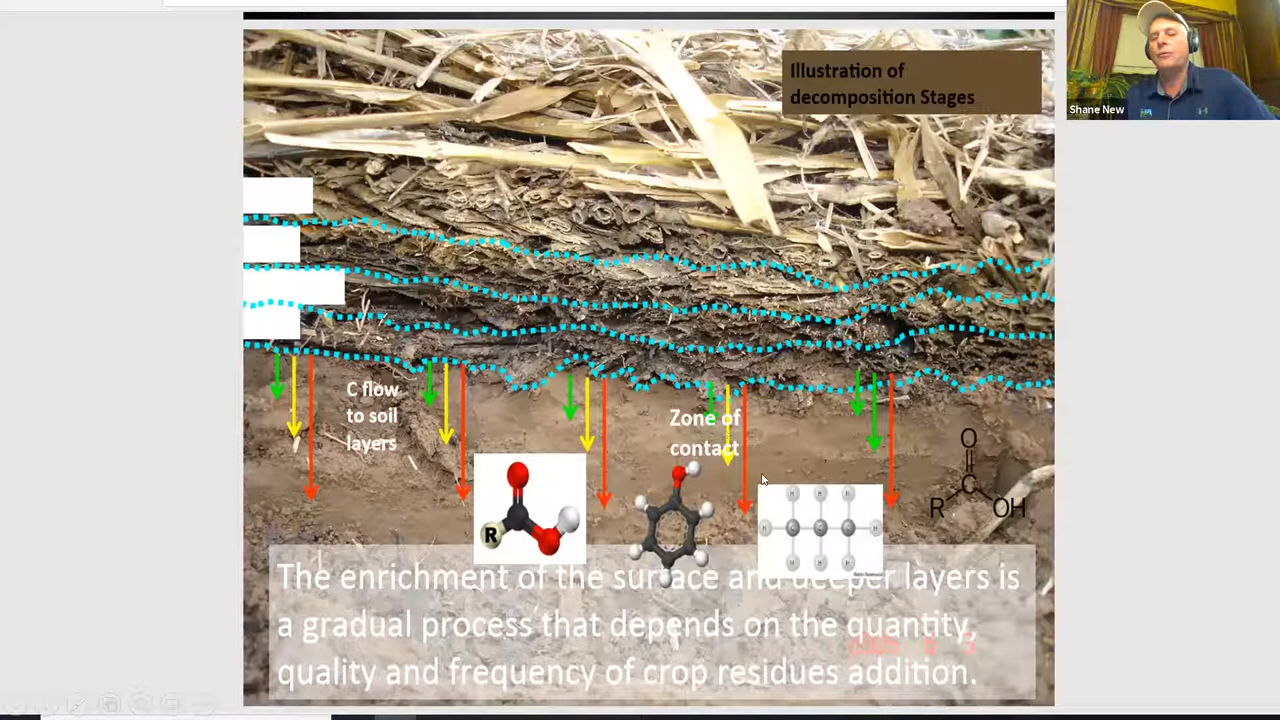 Illustration of
decomposition Stages
Shane New
C flow
to soil
layers
Zone of
contact
R
O
C
R
OH
H H H
H H
H H H
The enrichment of the surface and deeper layers is
a gradual process that depends on the quantity,
quality and frequency of crop residues addition.